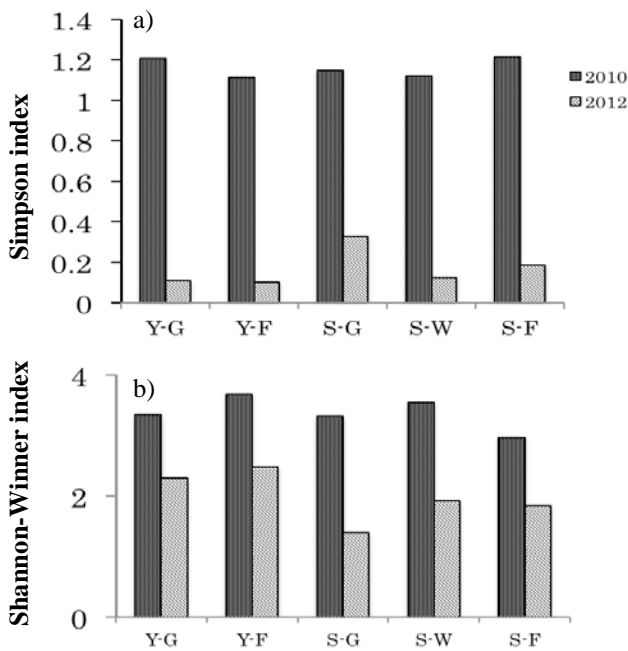 a)
1.4
1.2
1
0.8
0.6
0.4
0.2
0
Simpson index
2010
2012
Y-G Y-F S-G S-W S-F
b)
4
2
0
Shannon-Winner index
Y-G Y-F S-G S-W S-F